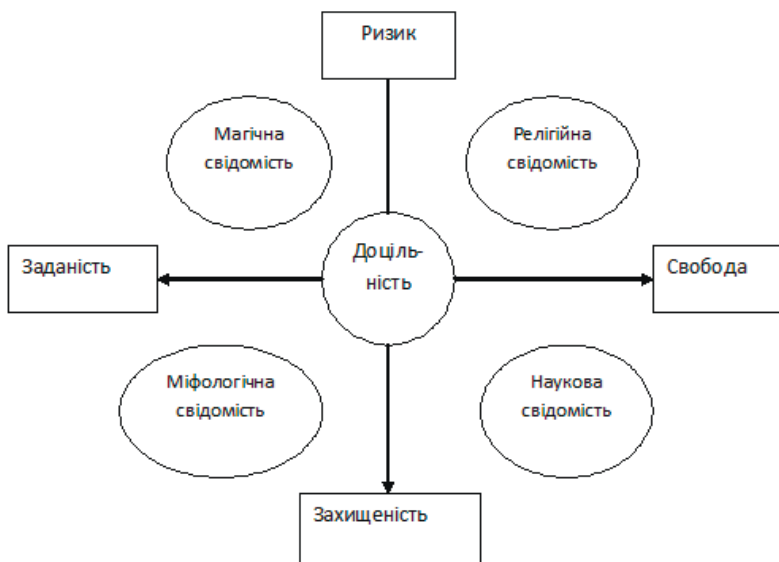 Ризик
Магічна
свідомість
Релігійна
свідомість
Заданість
Доціль-
ність
Свобода
Міфологічна
свідомість
Наукова
свідомість
Захищеність